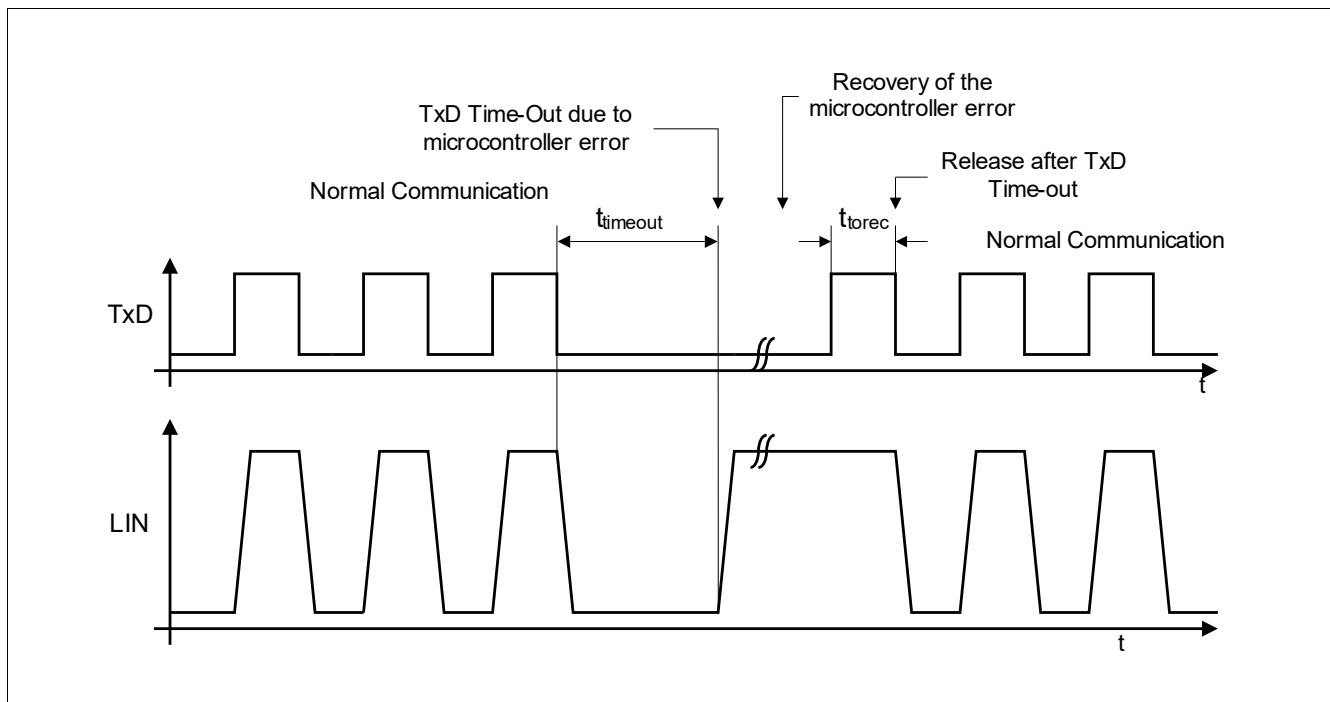 Recovery of the
microcontroller error
TxD Time-Out due to
microcontroller error
Release after TxD
Time-out
Normal Communication
ttimeout
ttorec
Normal Communication
TxD
t
LIN
t